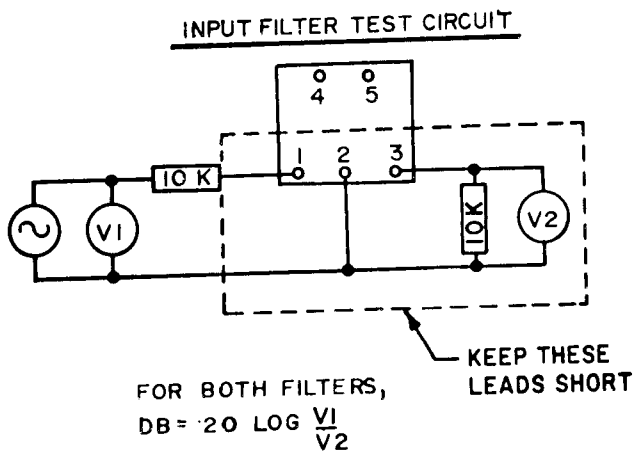 INPUT FILTER TEST CIRCUIT
4 5
1 2 3
10 K
V1
10K
V2
KEEP THESE
LEADS SHORT
FOR BOTH FILTERS,
DB = 20 LOG V1
V2